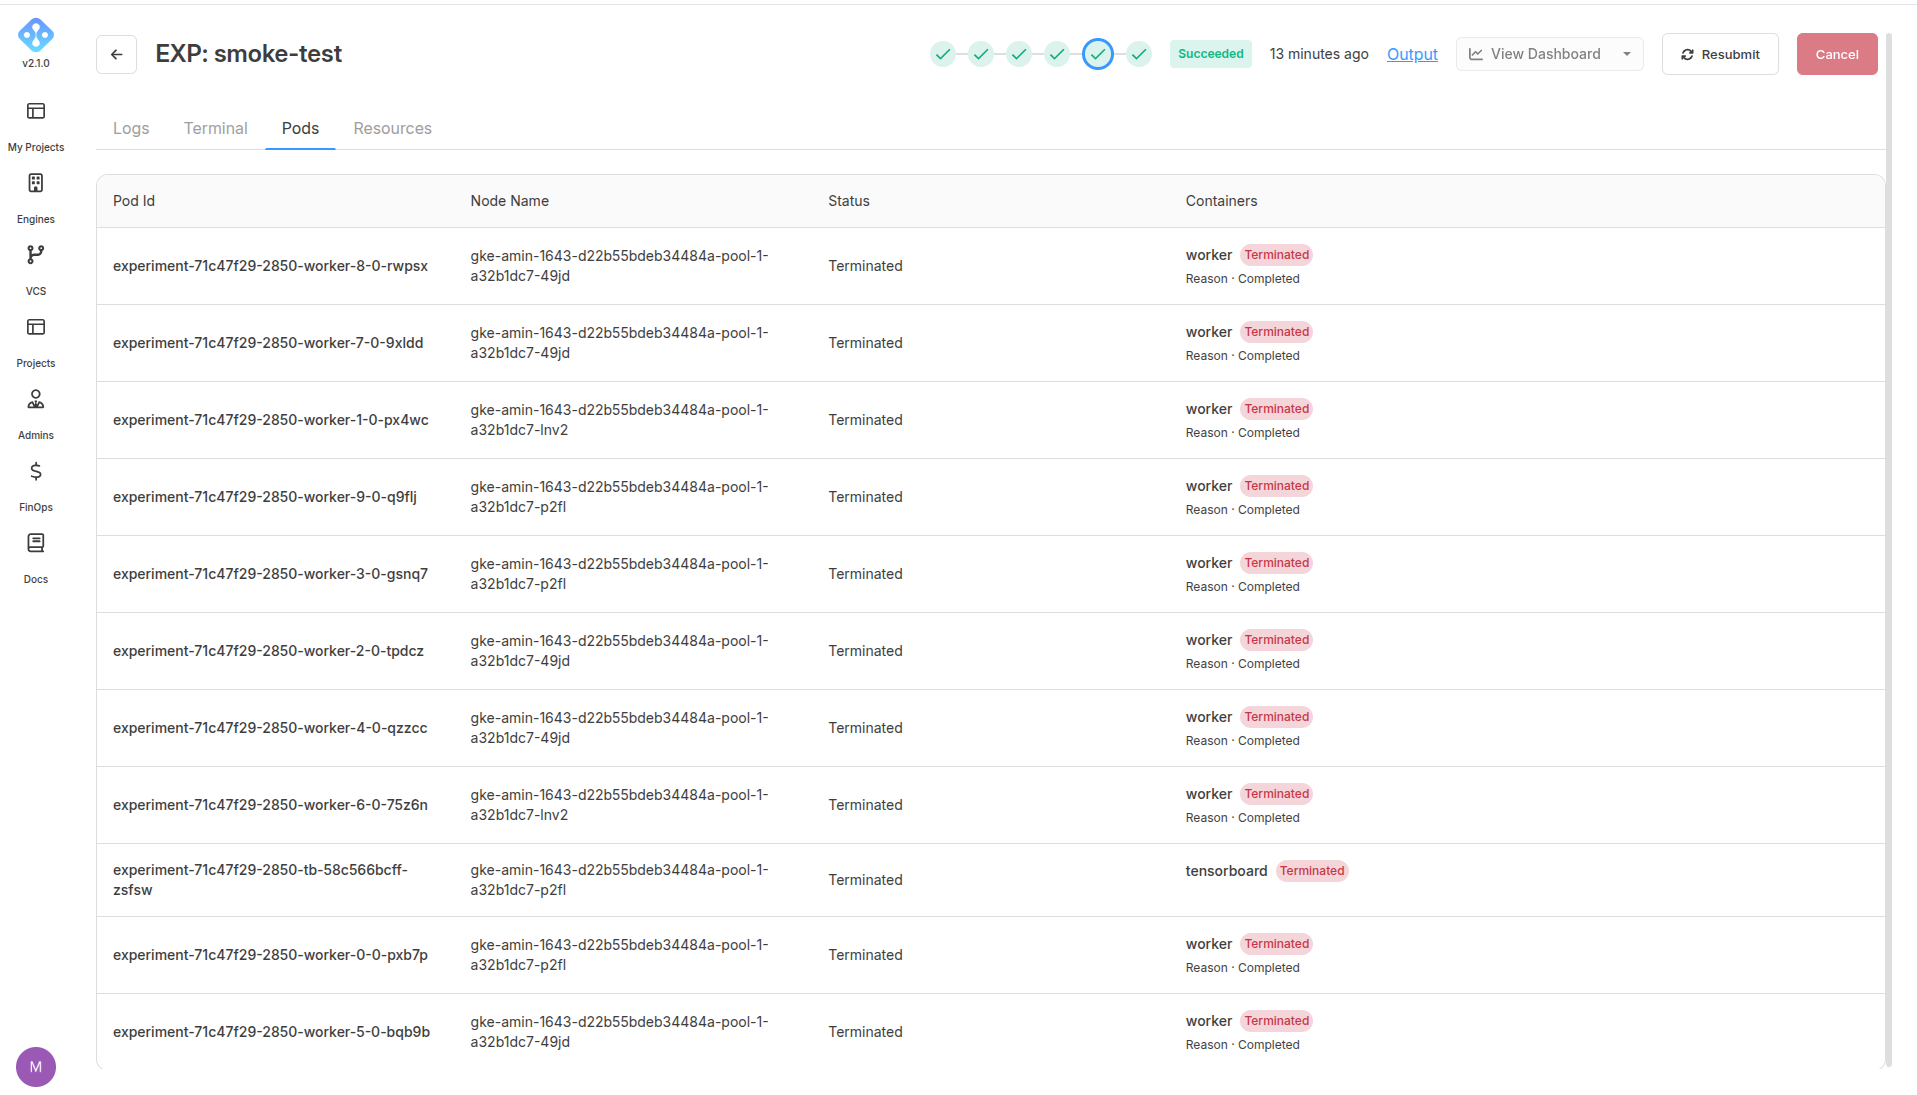 v2.1.0
My Projects
Engines
VCS
Projects
Admins
FinOps
Docs
M
EXP: smoke-test
Succeeded
13 minutes ago
Output
View Dashboard
Resubmit
Cancel
Logs
Terminal
Pods
Resources
Pod Id
Node Name
Status
Containers
experiment-71c47f29-2850-worker-8-0-rwpsx
gke-amin-1643-d22b55bdeb34484a-pool-1-
a32b1dc7-49jd
Terminated
worker Terminated
Reason · Completed
experiment-71c47f29-2850-worker-7-0-9xldd
gke-amin-1643-d22b55bdeb34484a-pool-1-
a32b1dc7-49jd
Terminated
worker Terminated
Reason · Completed
experiment-71c47f29-2850-worker-1-0-px4wc
gke-amin-1643-d22b55bdeb34484a-pool-1-
a32b1dc7-lnv2
Terminated
worker Terminated
Reason · Completed
experiment-71c47f29-2850-worker-9-0-q9flj
gke-amin-1643-d22b55bdeb34484a-pool-1-
a32b1dc7-p2fl
Terminated
worker Terminated
Reason · Completed
experiment-71c47f29-2850-worker-3-0-gsnq7
gke-amin-1643-d22b55bdeb34484a-pool-1-
a32b1dc7-p2fl
Terminated
worker Terminated
Reason · Completed
experiment-71c47f29-2850-worker-2-0-tpdcz
gke-amin-1643-d22b55bdeb34484a-pool-1-
a32b1dc7-49jd
Terminated
worker Terminated
Reason · Completed
experiment-71c47f29-2850-worker-4-0-qzzcc
gke-amin-1643-d22b55bdeb34484a-pool-1-
a32b1dc7-49jd
Terminated
worker Terminated
Reason · Completed
experiment-71c47f29-2850-worker-6-0-75z6n
gke-amin-1643-d22b55bdeb34484a-pool-1-
a32b1dc7-lnv2
Terminated
worker Terminated
Reason · Completed
experiment-71c47f29-2850-tb-58c566bcff-
zsfsw
gke-amin-1643-d22b55bdeb34484a-pool-1-
a32b1dc7-p2fl
Terminated
tensorboard Terminated
experiment-71c47f29-2850-worker-0-0-pxb7p
gke-amin-1643-d22b55bdeb34484a-pool-1-
a32b1dc7-p2fl
Terminated
worker Terminated
Reason · Completed
experiment-71c47f29-2850-worker-5-0-bqb9b
gke-amin-1643-d22b55bdeb34484a-pool-1-
a32b1dc7-49jd
Terminated
worker Terminated
Reason · Completed